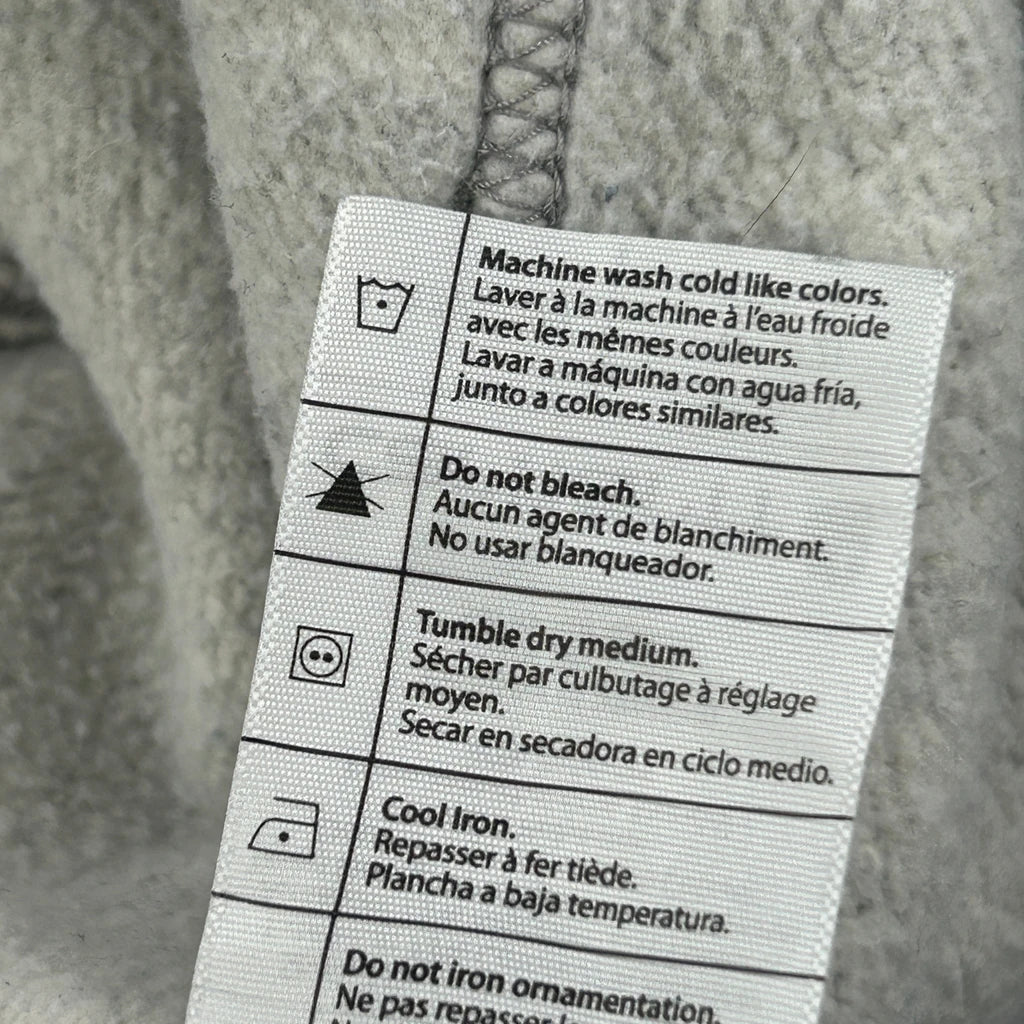 Machine wash cold like colors.
Laver à la machine à l'eau froide
avec les mêmes couleurs.
Lavar a máquina con agua fría,
junto a colores similares.
Do not bleach.
Aucun agent de blanchiment.
No usar blanqueador.
Tumble dry medium.
Sécher par culbutage à réglage
moyen.
Secar en secadora en ciclo medio.
Cool Iron.
Repasser à fer tiède.
Plancha a baja temperatura.
Do not iron ornamentation.
Ne pas repasser